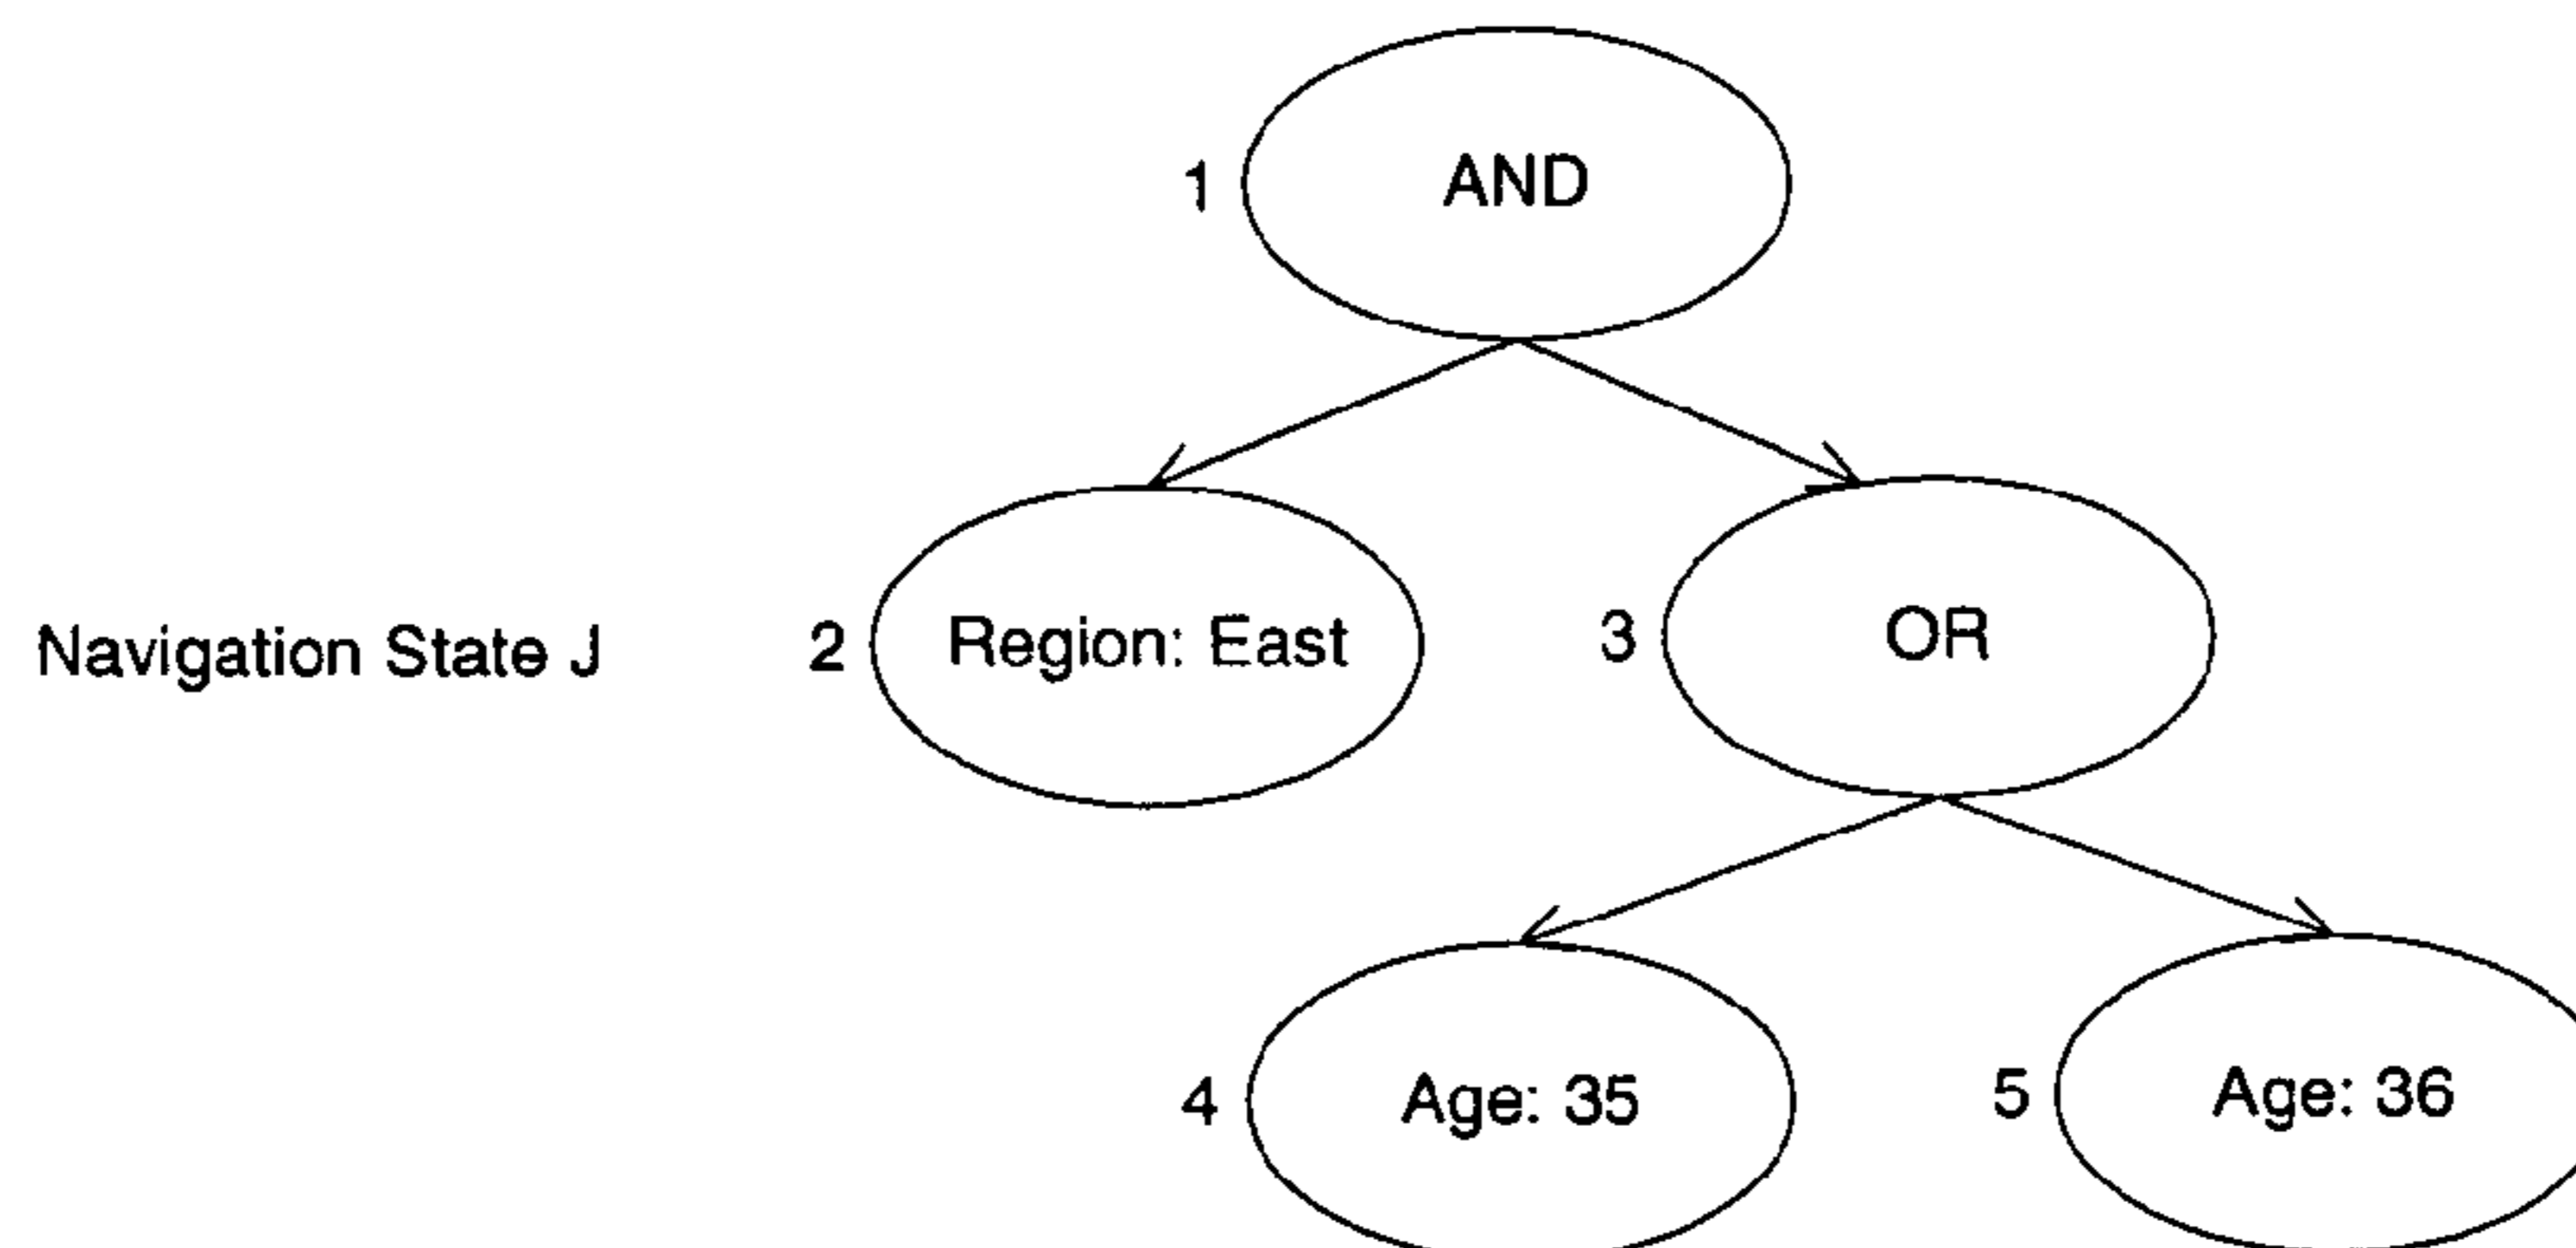 1 AND
Navigation State J
2 Region: East
3 OR
4 Age: 35
5 Age: 36